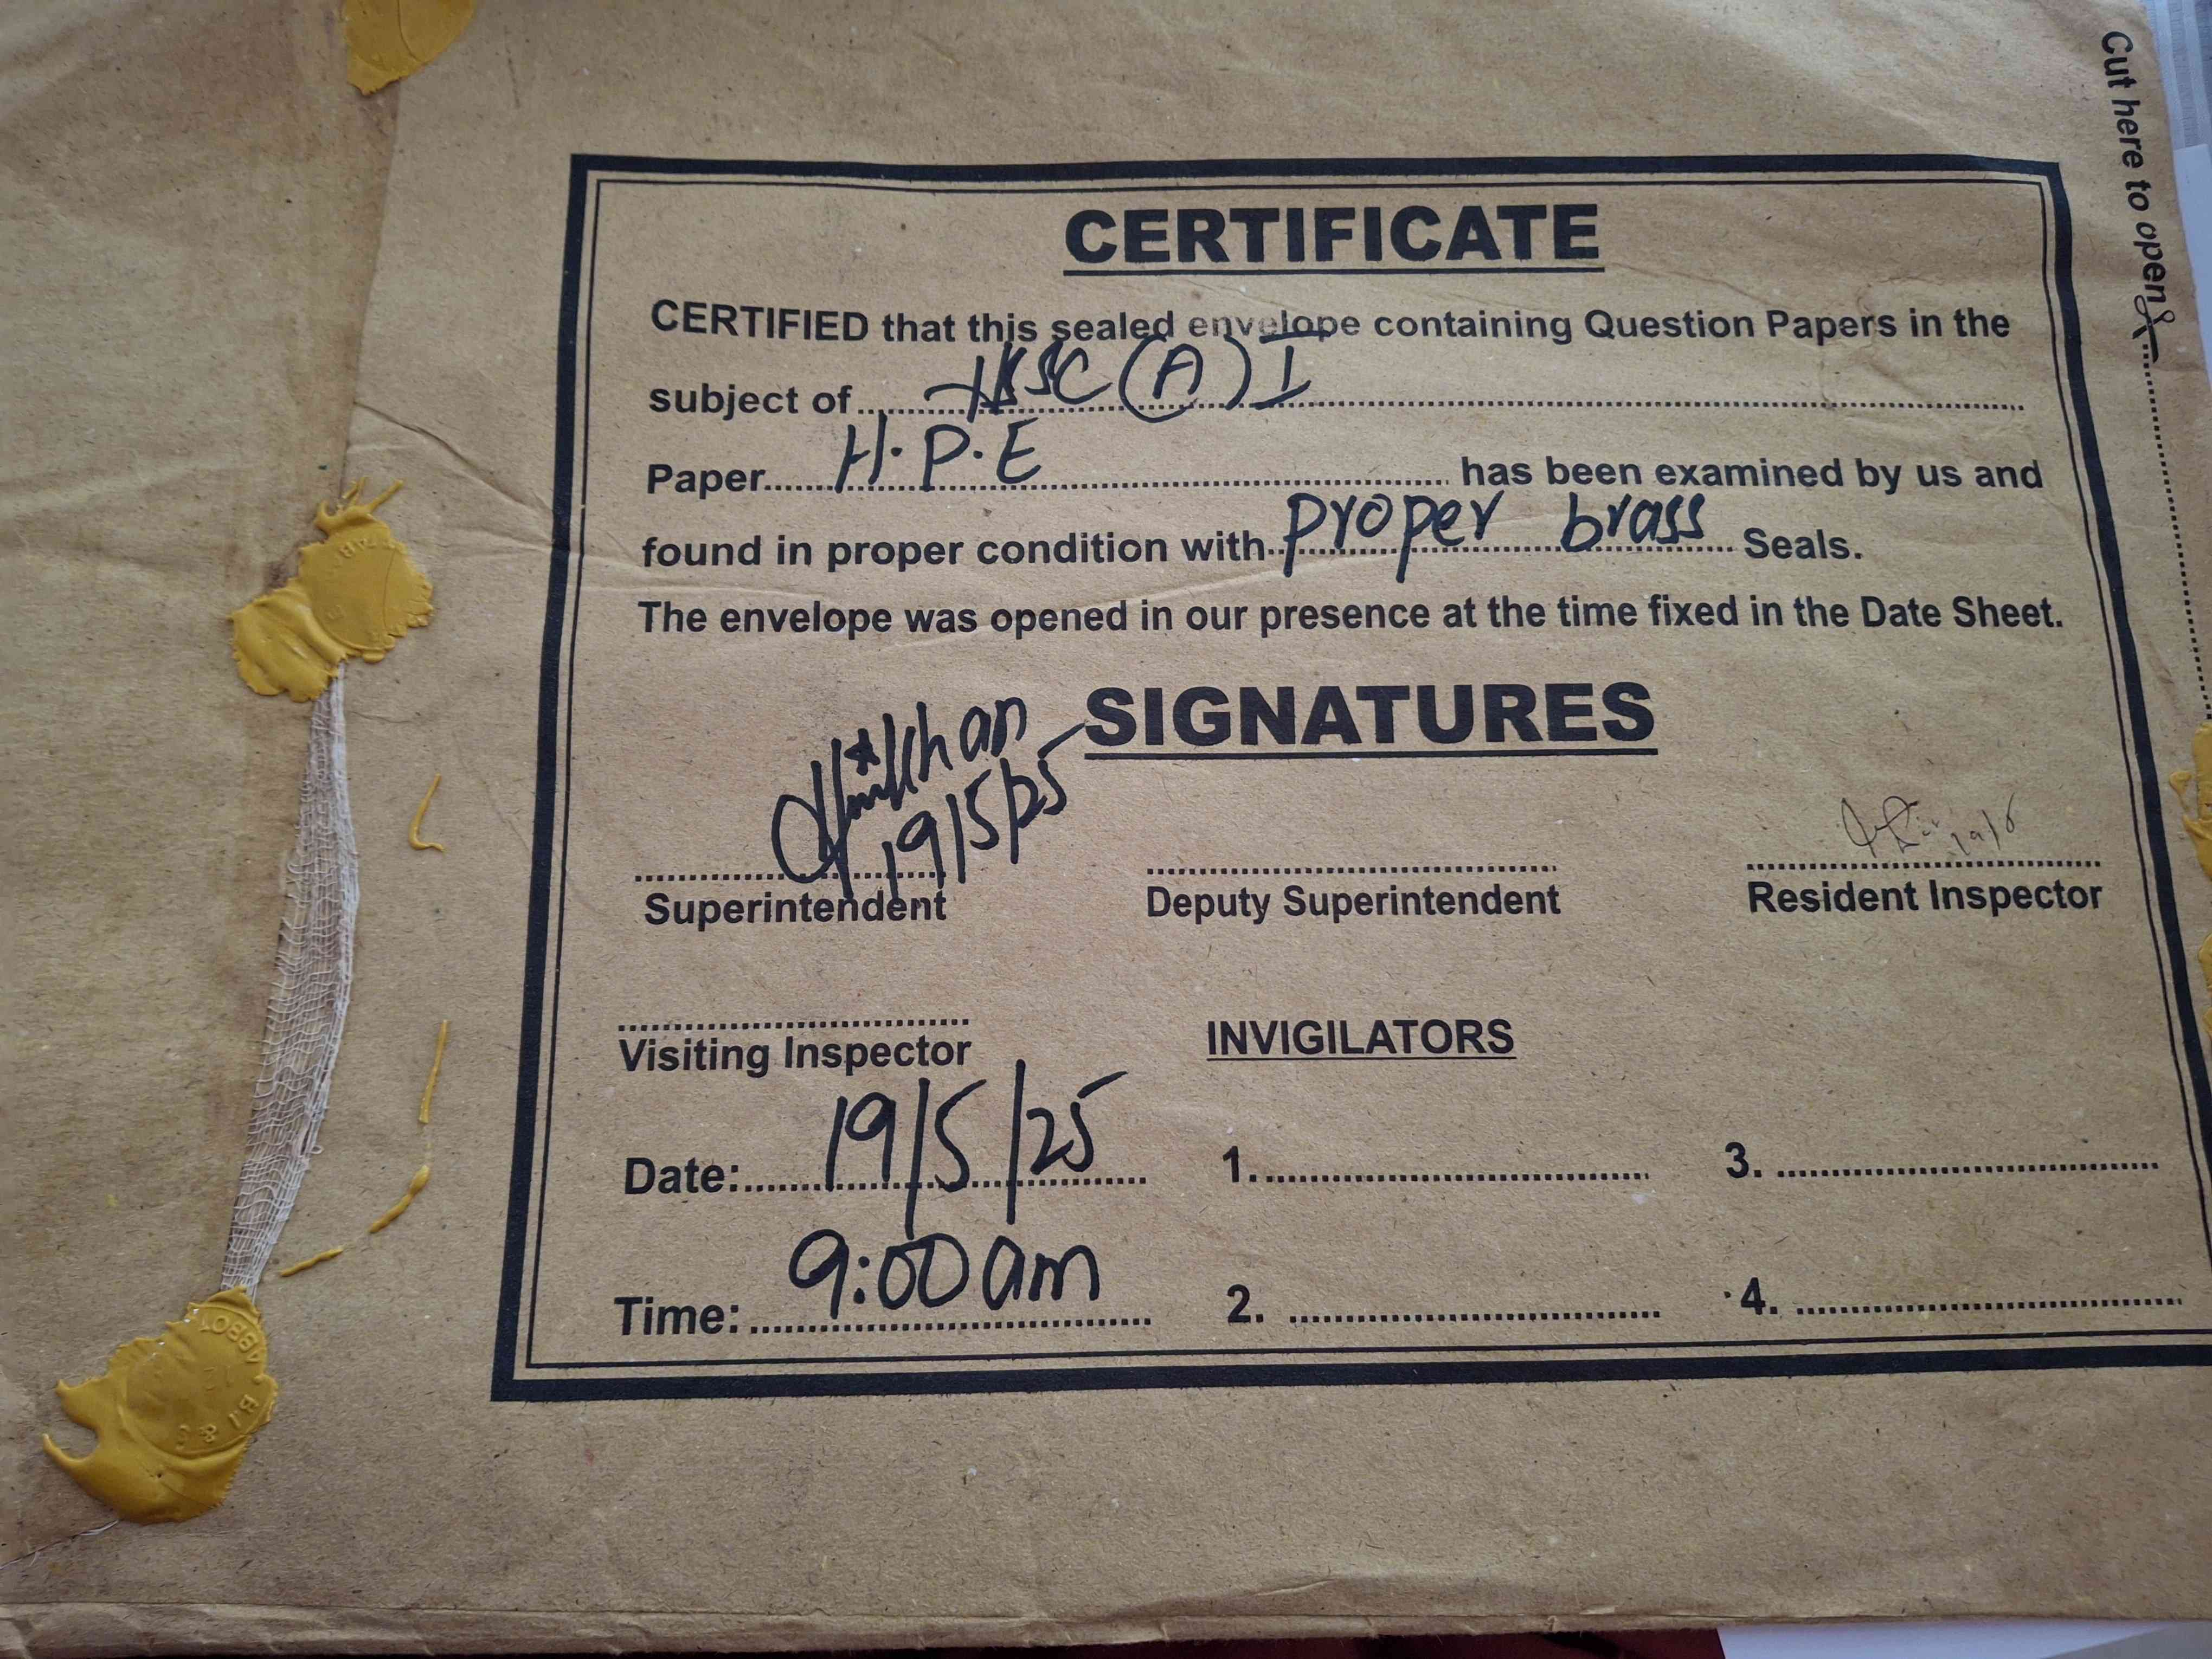 Cut here to open
CERTIFICATE
CERTIFIED that this sealed envelope containing Question Papers in the
subject of HSSC (A) I
Paper H.P.E has been examined by us and
found in proper condition with proper brass Seals.
The envelope was opened in our presence at the time fixed in the Date Sheet.
SIGNATURES
khan
19/5/25
Superintendent
Deputy Superintendent
Resident Inspector
Visiting Inspector
INVIGILATORS
Date: 19/5/25
1.
3.
Time: 9:00 am
2.
4.
ABBOT
B.I & S